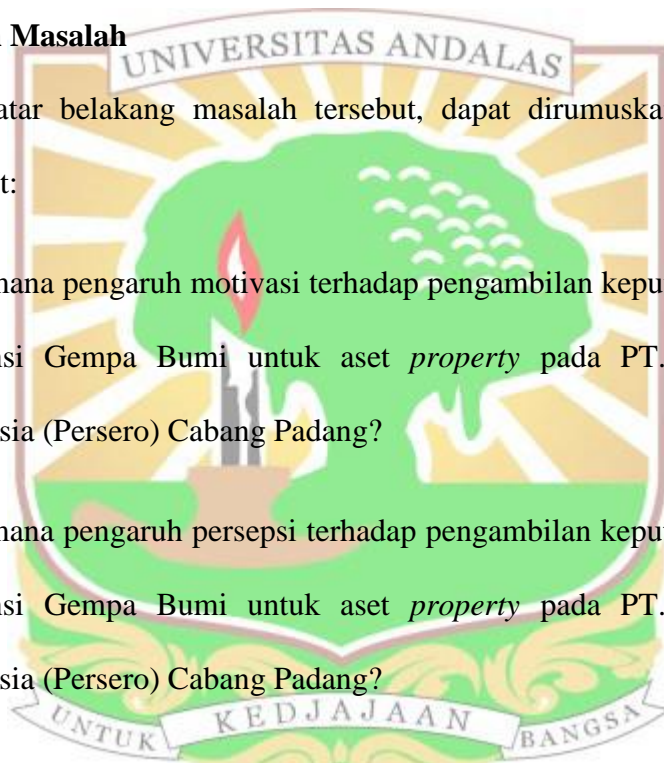 Masalah
UNIVERSITAS ANDALAS
atar belakang masalah tersebut, dapat dirumuska
t:
nana pengaruh motivasi terhadap pengambilan kepu
nsi Gempa Bumi untuk aset property pada PT.
sia (Persero) Cabang Padang?
nana pengaruh persepsi terhadap pengambilan kepu
nsi Gempa Bumi untuk aset property pada PT.
sia (Persero) Cabang Padang?
UNTUK KEDJAJAAN BANGSA